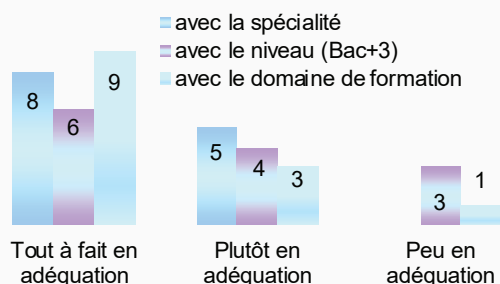 avec la spécialité
avec le niveau (Bac+3)
avec le domaine de formation
8
6
9
5
4
3
3
1
Tout à fait en
adéquation
Plutôt en
adéquation
Peu en
adéquation